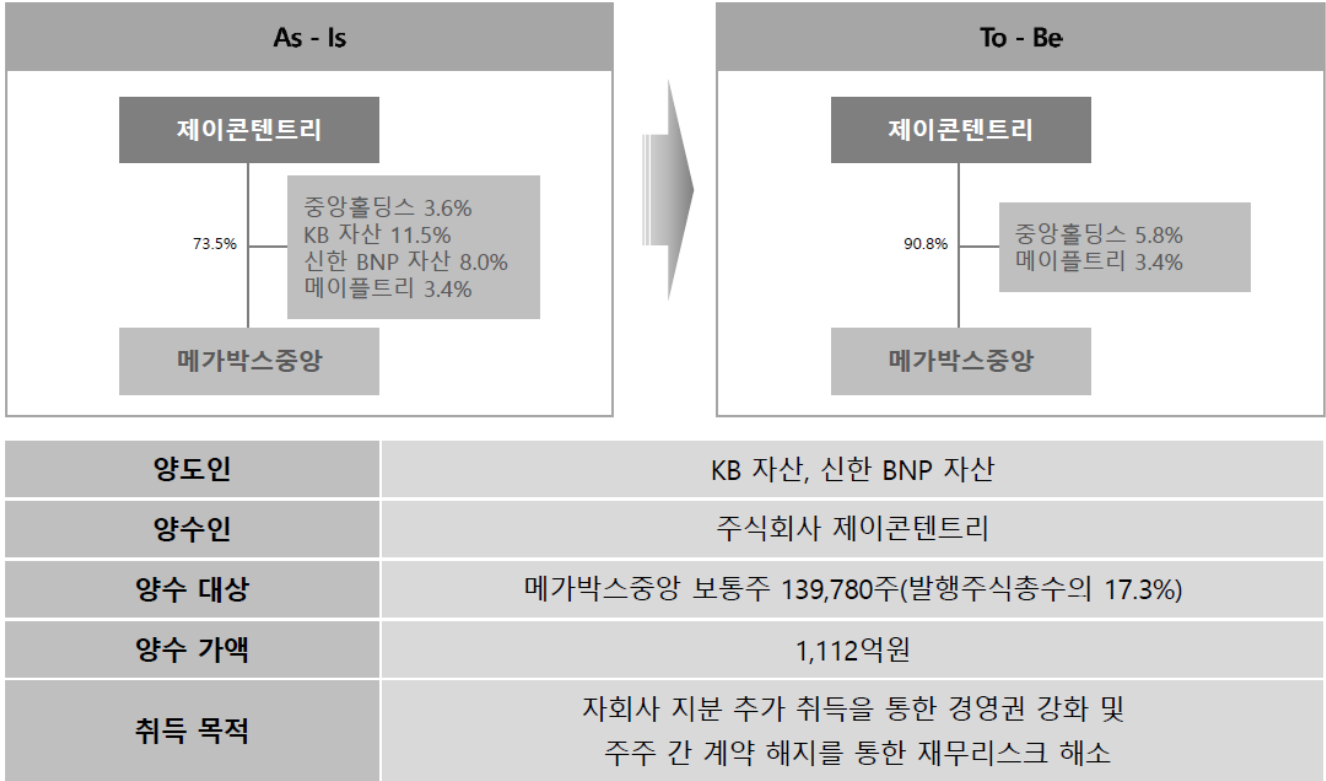 As - Is
제이콘텐트리
73.5%
중앙홀딩스 3.6%
KB 자산 11.5%
신한 BNP 자산 8.0%
메이플트리 3.4%
메가박스중앙
To - Be
제이콘텐트리
90.8%
중앙홀딩스 5.8%
메이플트리 3.4%
메가박스중앙
양도인
KB 자산, 신한 BNP 자산
양수인
주식회사 제이콘텐트리
양수 대상
메가박스중앙 보통주 139,780주(발행주식총수의 17.3%)
양수 가액
1,112억원
취득 목적
자회사 지분 추가 취득을 통한 경영권 강화 및
주주 간 계약 해지를 통한 재무리스크 해소